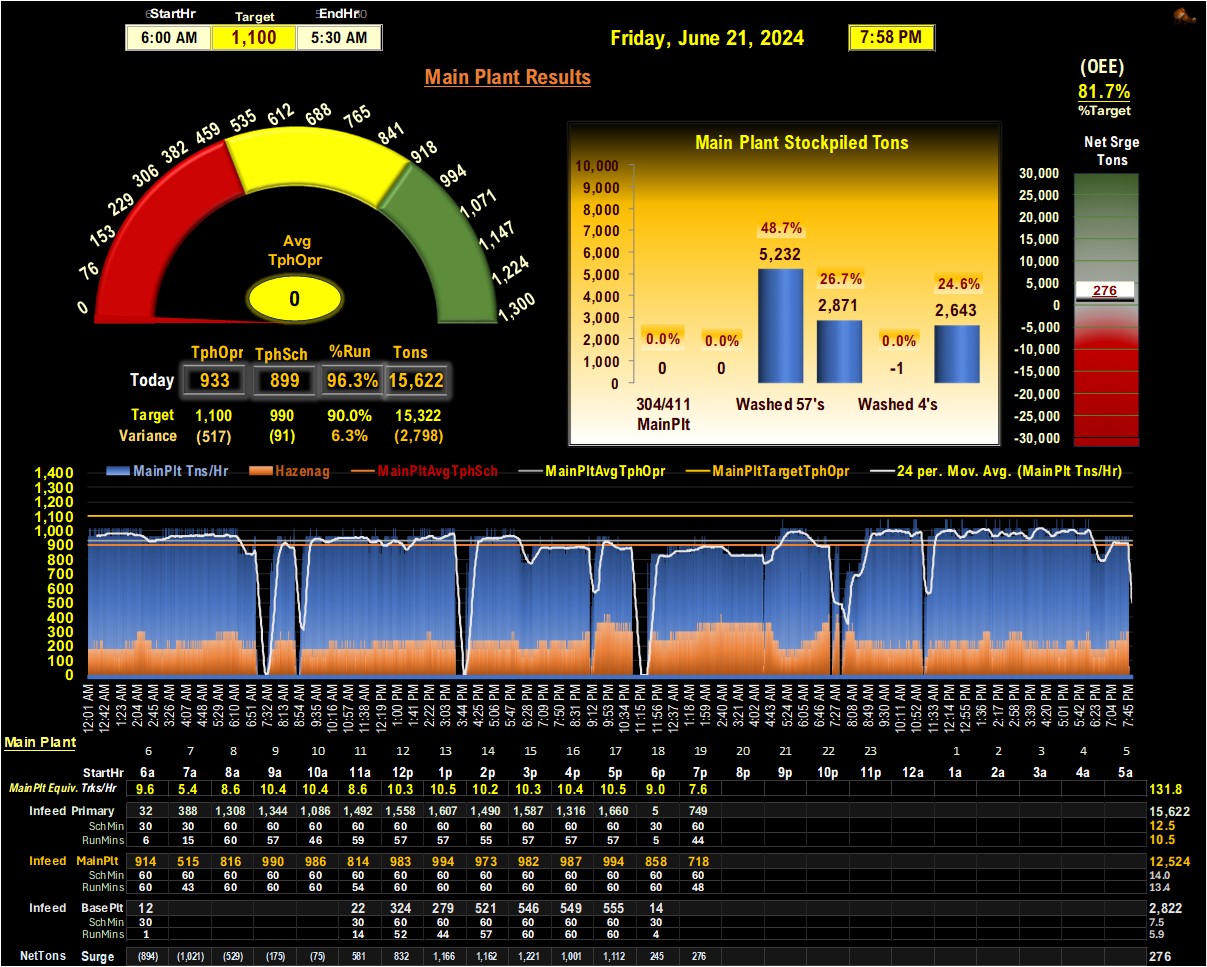 StartHr Target EndHr
6:00 AM 1,100 5:30 AM
Friday, June 21, 2024 7:58 PM
Main Plant Results
(OEE)
81.7%
%Target
Net Srge
Tons
0 76 153 229 306 382 459 535 612 688 765 841 918 994 1,071 1,147 1,224 1,300
Avg
TphOpr
0
TphOpr TphSch %Run Tons
Today 933 899 96.3% 15,622
Target 1,100 990 90.0% 15,322
Variance (517) (91) 6.3% (2,798)
Main Plant Stockpiled Tons
10,000
9,000
8,000
7,000
6,000
5,000
4,000
3,000
2,000
1,000
0
0.0% 0.0% 48.7% 26.7% 0.0% 24.6%
0 0 5,232 2,871 -1 2,643
304/411 Washed 57's Washed 4's
MainPlt
30,000
25,000
20,000
15,000
10,000
5,000
276
0
-5,000
-10,000
-15,000
-20,000
-25,000
-30,000
MainPlt Tns/Hr Hazenag MainPltAvgTphSch MainPltAvgTphOpr MainPltTargetTphOpr 24 per. Mov. Avg. (MainPlt Tns/Hr)
1,400
1,300
1,200
1,100
1,000
900
800
700
600
500
400
300
200
100
0
12:01 AM 12:42 AM 1:23 AM 2:04 AM 2:45 AM 3:26 AM 4:07 AM 4:48 AM 5:29 AM 6:10 AM 6:51 AM 7:32 AM 8:13 AM 8:54 AM 9:35 AM 10:16 AM 10:57 AM 11:38 AM 12:19 PM 1:00 PM 1:41 PM 2:22 PM 3:03 PM 3:44 PM 4:25 PM 5:06 PM 5:47 PM 6:28 PM 7:09 PM 7:50 PM 8:31 PM 9:12 PM 9:53 PM 10:34 PM 11:15 PM 11:56 PM 12:37 AM 1:18 AM 1:59 AM 2:40 AM 3:21 AM 4:02 AM 4:43 AM 5:24 AM 6:05 AM 6:46 AM 7:27 AM 8:08 AM 8:49 AM 9:30 AM 10:11 AM 10:52 AM 11:33 AM 12:14 PM 12:55 PM 1:36 PM 2:17 PM 2:58 PM 3:39 PM 4:20 PM 5:01 PM 5:42 PM 6:23 PM 7:04 PM 7:45 PM
Main Plant
6 7 8 9 10 11 12 13 14 15 16 17 18 19 20 21 22 23 1 2 3 4 5
StartHr 6a 7a 8a 9a 10a 11a 12p 1p 2p 3p 4p 5p 6p 7p 8p 9p 10p 11p 12a 1a 2a 3a 4a 5a
MainPlt Equiv. Trks/Hr 9.6 5.4 8.6 10.4 10.4 8.6 10.3 10.5 10.2 10.3 10.4 10.5 9.0 7.6 131.8
Infeed Primary 32 388 1,308 1,344 1,086 1,492 1,558 1,607 1,490 1,587 1,316 1,660 5 749 15,622
SchMin 30 30 60 60 60 60 60 60 60 60 60 60 30 60 12.5
RunMins 6 15 60 57 46 59 57 57 55 57 57 57 5 44 10.5
Infeed MainPlt 914 515 816 990 986 814 983 994 973 982 987 994 858 718 12,524
SchMin 60 60 60 60 60 60 60 60 60 60 60 60 60 60 14.0
RunMins 60 43 60 60 60 54 60 60 60 60 60 60 60 48 13.4
Infeed BasePlt 12 22 324 279 521 546 549 555 14 2,822
SchMin 30 30 60 60 60 60 60 60 30 7.5
RunMins 1 14 52 44 57 60 60 60 4 5.9
NetTons Surge (894) (1,021) (529) (175) (75) 581 832 1,166 1,162 1,221 1,001 1,112 245 276 276